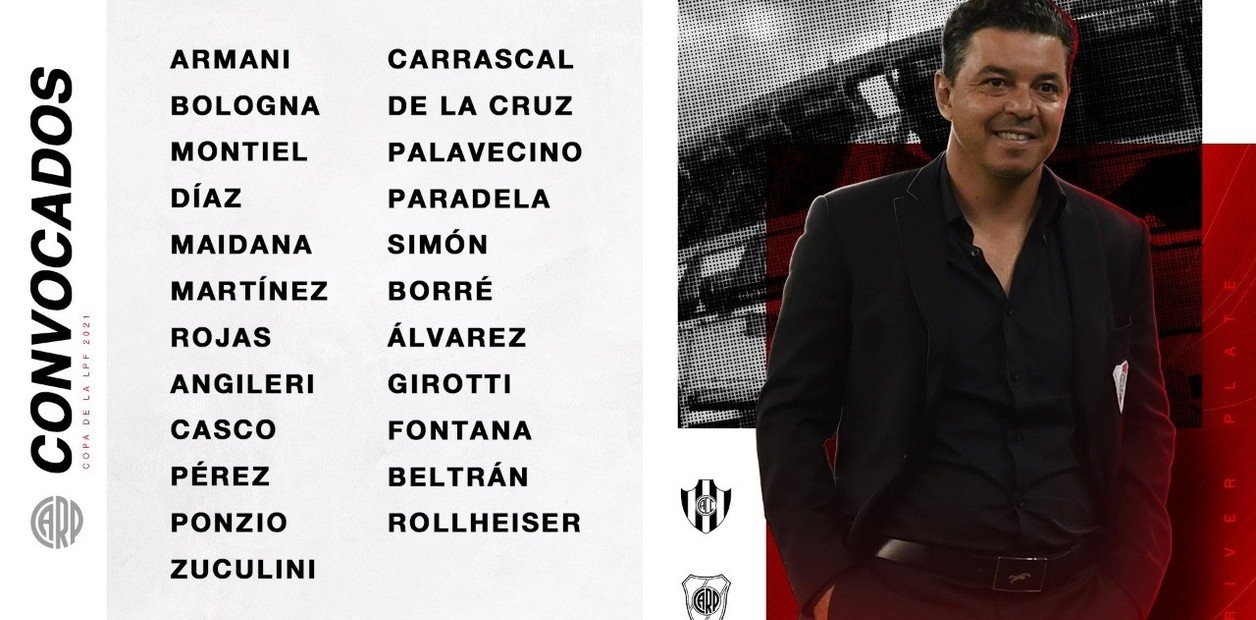 CONVOCADOS
COPA DE LA LPF 2021
CARP
ARMANI
BOLOGNA
MONTIEL
DÍAZ
MAIDANA
MARTÍNEZ
ROJAS
ANGILERI
CASCO
PÉREZ
PONZIO
ZUCULINI
CARRASCAL
DE LA CRUZ
PALAVECINO
PARADELA
SIMÓN
BORRÉ
ÁLVAREZ
GIROTTI
FONTANA
BELTRÁN
ROLLHEISER
CARP
RIVER PLATE